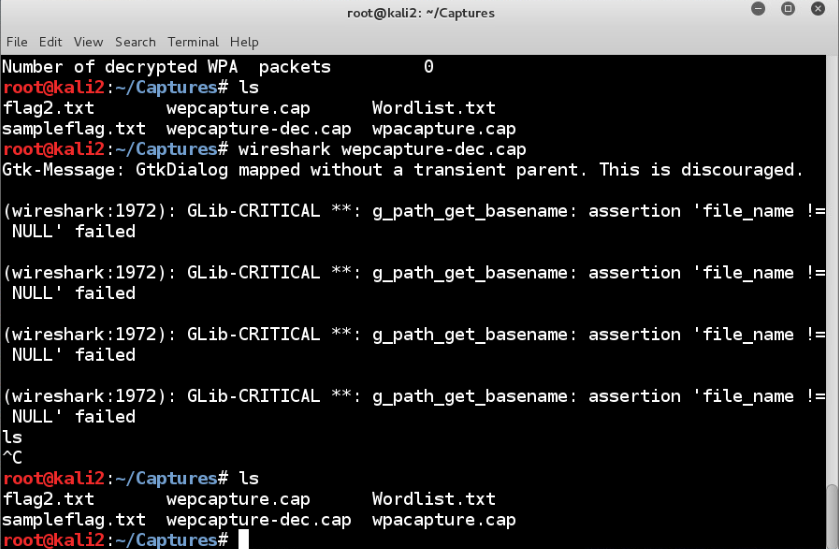 root@kali2: ~/Captures
File Edit View Search Terminal Help
Number of decrypted WPA  packets         0
root@kali2:~/Captures# ls
flag2.txt       wepcapture.cap      Wordlist.txt
sampleflag.txt  wepcapture-dec.cap  wpacapture.cap
root@kali2:~/Captures# wireshark wepcapture-dec.cap
Gtk-Message: GtkDialog mapped without a transient parent. This is discouraged.

(wireshark:1972): GLib-CRITICAL **: g_path_get_basename: assertion 'file_name !=
 NULL' failed

(wireshark:1972): GLib-CRITICAL **: g_path_get_basename: assertion 'file_name !=
 NULL' failed

(wireshark:1972): GLib-CRITICAL **: g_path_get_basename: assertion 'file_name !=
 NULL' failed

(wireshark:1972): GLib-CRITICAL **: g_path_get_basename: assertion 'file_name !=
 NULL' failed
ls
^C
root@kali2:~/Captures# ls
flag2.txt       wepcapture.cap      Wordlist.txt
sampleflag.txt  wepcapture-dec.cap  wpacapture.cap
root@kali2:~/Captures#